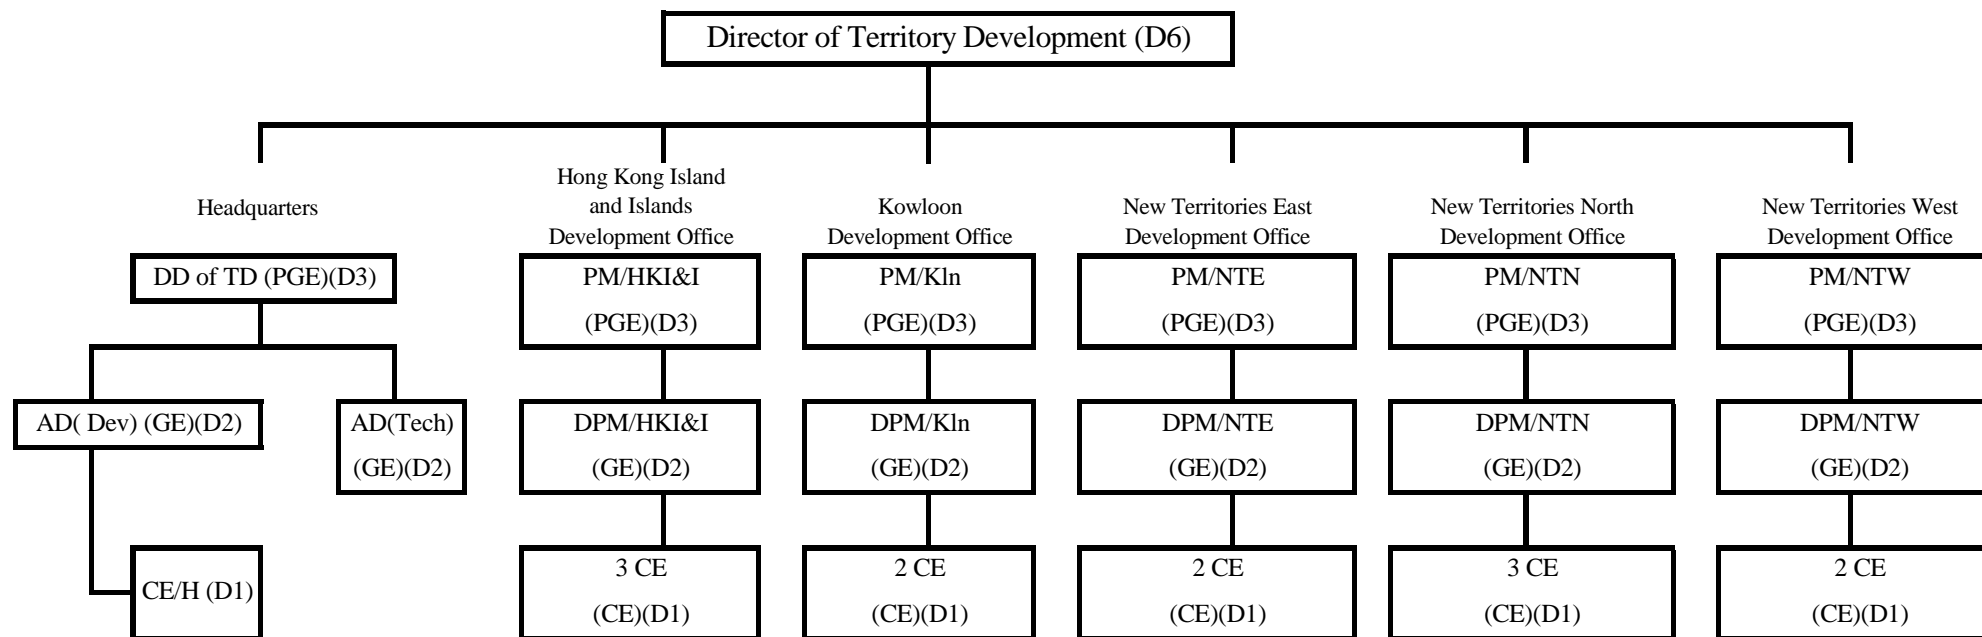 Director of Territory Development (D6)
Headquarters
DD of TD (PGE)(D3)
AD( Dev) (GE)(D2)
AD(Tech)
(GE)(D2)
CE/H (D1)
Hong Kong Island
and Islands
Development Office
PM/HKI&I
(PGE)(D3)
DPM/HKI&I
(GE)(D2)
3 CE
(CE)(D1)
Kowloon
Development Office
PM/Kln
(PGE)(D3)
DPM/Kln
(GE)(D2)
2 CE
(CE)(D1)
New Territories East
Development Office
PM/NTE
(PGE)(D3)
DPM/NTE
(GE)(D2)
2 CE
(CE)(D1)
New Territories North
Development Office
PM/NTN
(PGE)(D3)
DPM/NTN
(GE)(D2)
3 CE
(CE)(D1)
New Territories West
Development Office
PM/NTW
(PGE)(D3)
DPM/NTW
(GE)(D2)
2 CE
(CE)(D1)